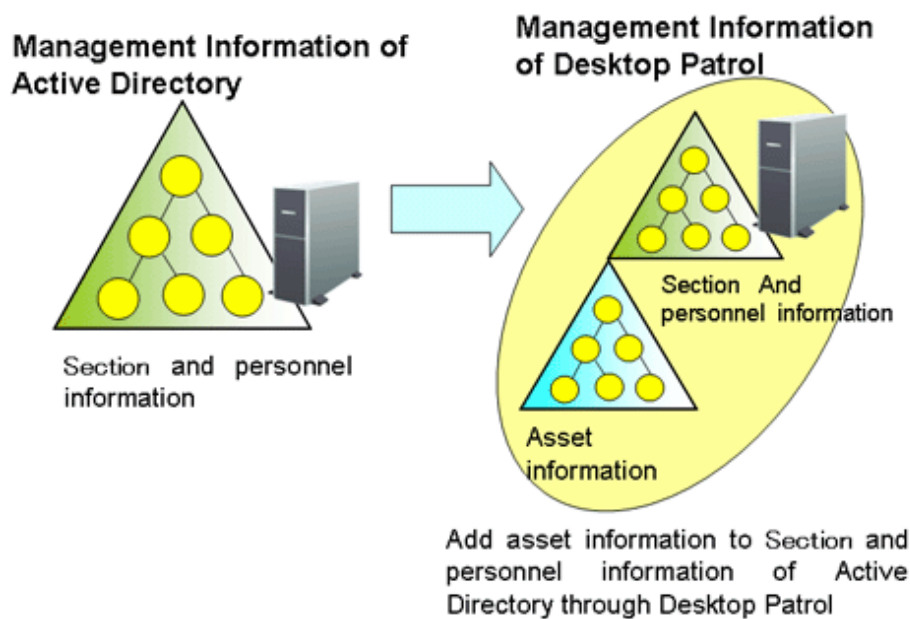 Management Information of
Active Directory
Management Information
of Desktop Patrol
Section and personnel
information
Section And
personnel information
Asset
information
Add asset information to Section and
personnel information of Active
Directory through Desktop Patrol